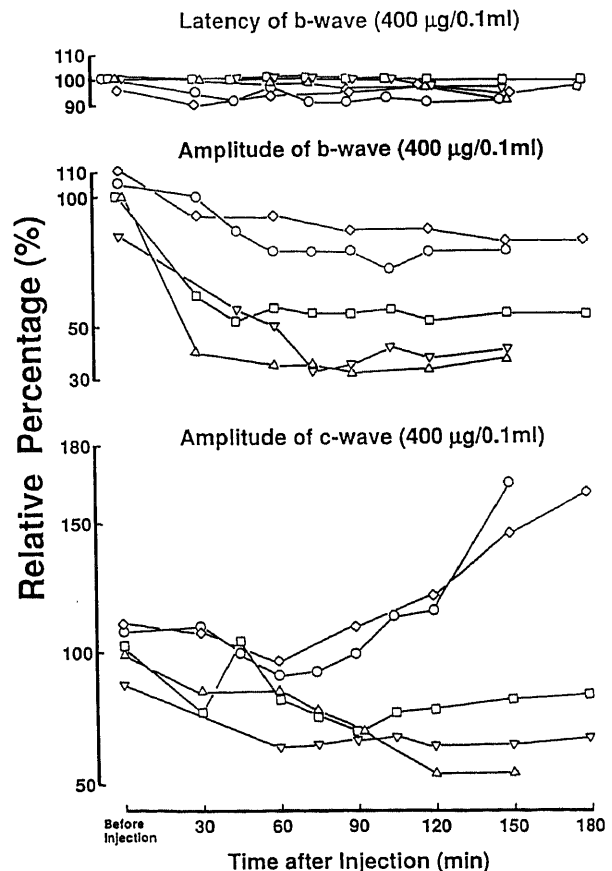 Latency of b-wave (400 µg/0.1ml)
110
100
90
Amplitude of b-wave (400 µg/0.1ml)
110
100
50
30
Amplitude of c-wave (400 µg/0.1ml)
180
150
100
50
Relative Percentage (%)
Before
Injection
30
60
90
120
150
180
Time after Injection (min)